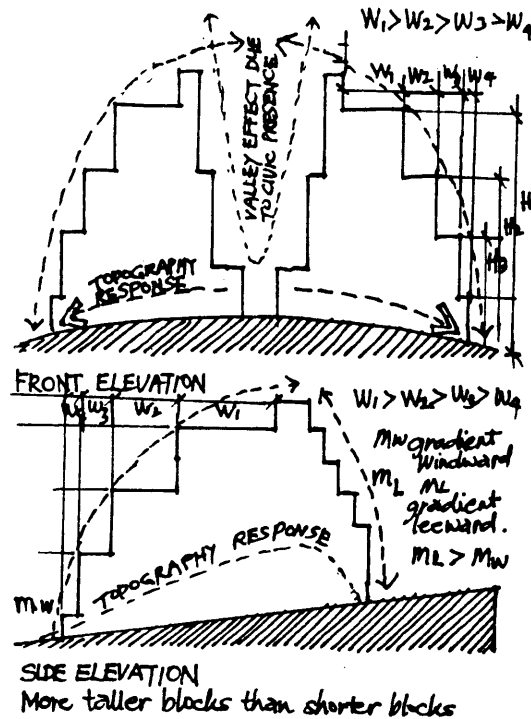 W1 > W2 > W3 > W4
VALLEY EFFECT DUE
TO CIVIC PRESENCE
W1 W2 W3 W4
H1
H2
H3
TOPOGRAPHY
RESPONSE
FRONT ELEVATION
W3 W2 W1
W1 > W2 > W3 > W4
MW gradient
windward
ML
ML
gradient
leeward.
ML > MW
TOPOGRAPHY RESPONSE
MW
SIDE ELEVATION
More taller blocks than shorter blocks